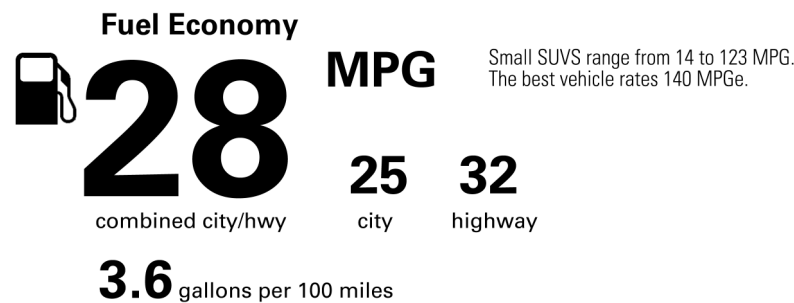 Fuel Economy
28
MPG
Small SUVS range from 14 to 123 MPG.
The best vehicle rates 140 MPGe.
25
32
combined city/hwy
city
highway
3.6 gallons per 100 miles